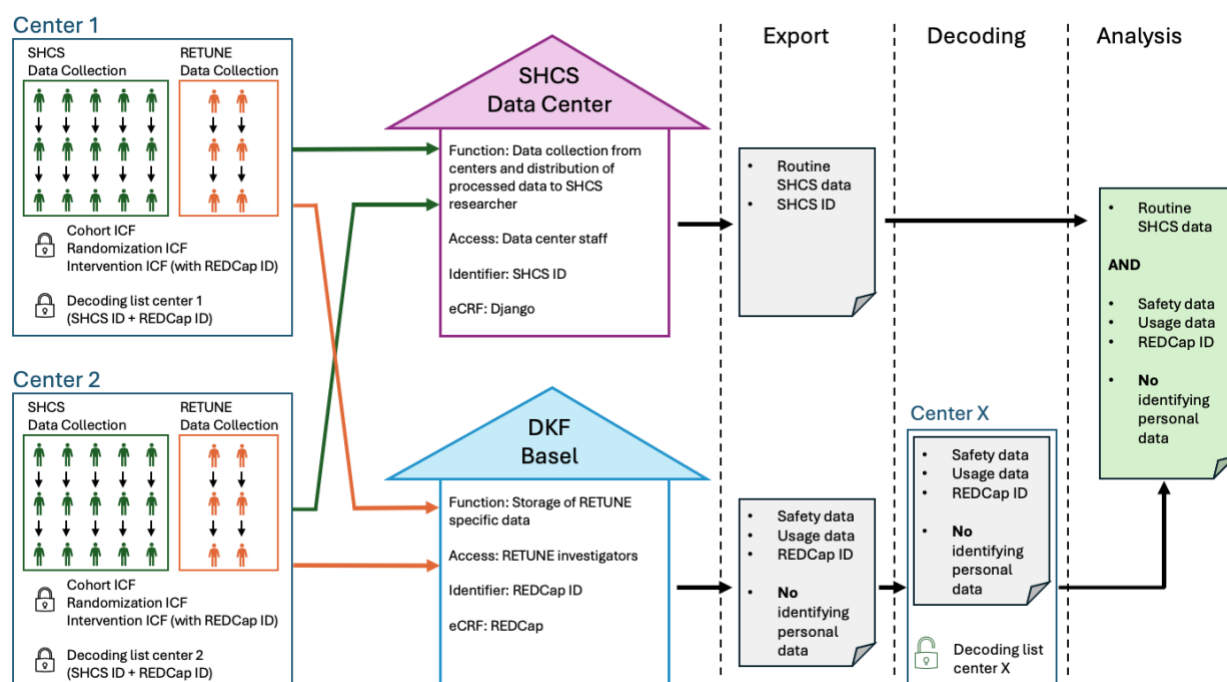 Center 1
SHCS
Data Collection
RETUNE
Data Collection
Cohort ICF
Randomization ICF
Intervention ICF (with REDCap ID)
Decoding list center 1
(SHCS ID + REDCap ID)
Center 2
SHCS
Data Collection
RETUNE
Data Collection
Cohort ICF
Randomization ICF
Intervention ICF (with REDCap ID)
Decoding list center 2
(SHCS ID + REDCap ID)
SHCS
Data Center
Function: Data collection from
centers and distribution of
processed data to SHCS
researcher
Access: Data center staff
Identifier: SHCS ID
eCRF: Django
DKF
Basel
Function: Storage of RETUNE
specific data
Access: RETUNE investigators
Identifier: REDCap ID
eCRF: REDCap
Export
• Routine
SHCS data
• SHCS ID
• Safety data
• Usage data
• REDCap ID
• No
identifying
personal
data
Decoding
Center X
• Safety data
• Usage data
• REDCap ID
• No
identifying
personal
data
Decoding list
center X
Analysis
• Routine
SHCS data
AND
• Safety data
• Usage data
• REDCap ID
• No
identifying
personal
data